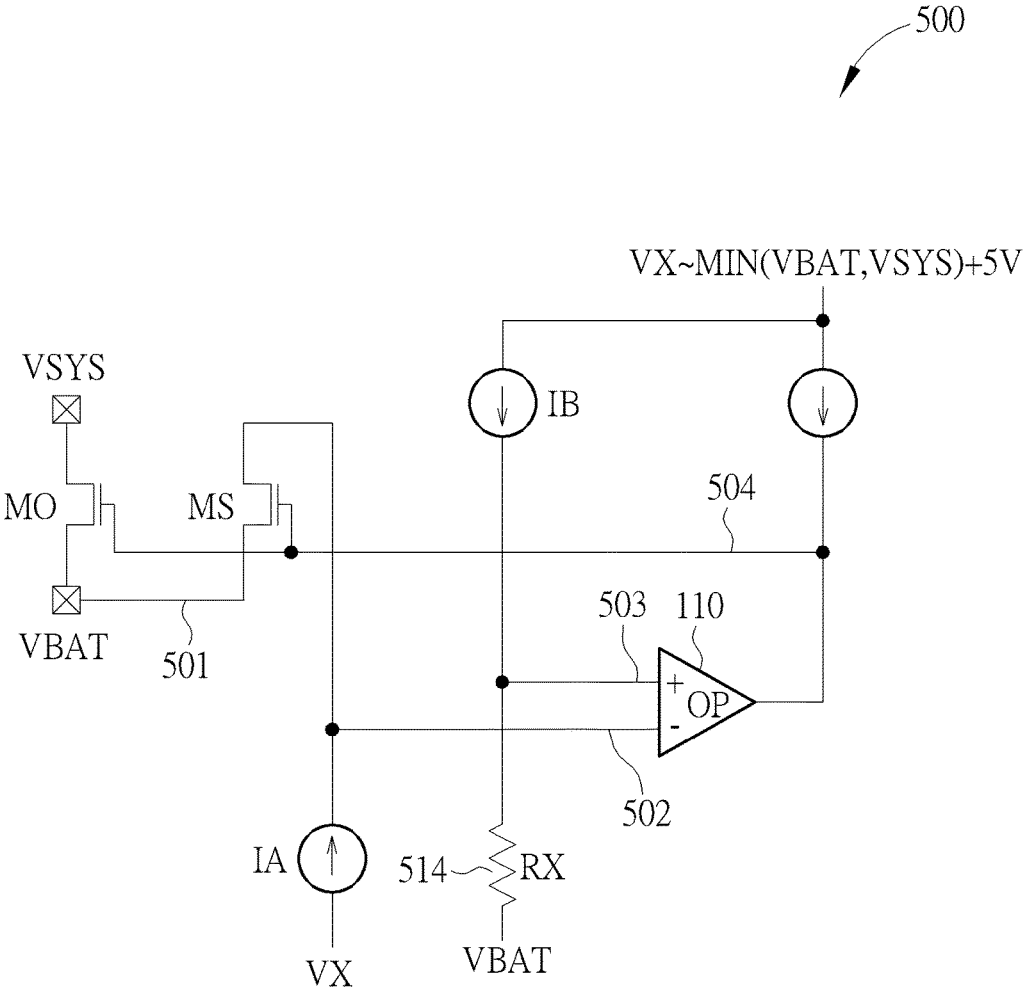 500
VX~MIN(VBAT,VSYS)+5V
VSYS
IB
MO
MS
504
VBAT
501
503
110
+
OP
-
502
IA
514
RX
VX
VBAT